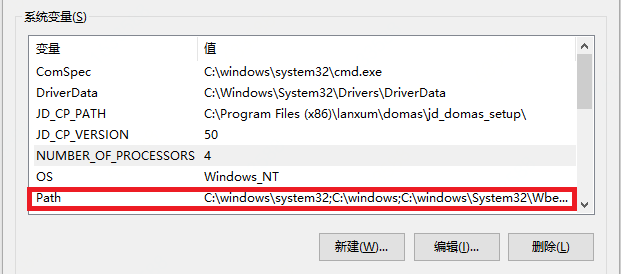 系统变量(S)
变量 值
ComSpec C:\windows\system32\cmd.exe
DriverData C:\Windows\System32\Drivers\DriverData
JD_CP_PATH C:\Program Files (x86)\lanxum\domas\jd_domas_setup\
JD_CP_VERSION 50
NUMBER_OF_PROCESSORS 4
OS Windows_NT
Path C:\windows\system32;C:\windows;C:\windows\System32\Wbe...
新建(W)... 编辑(I)... 删除(L)